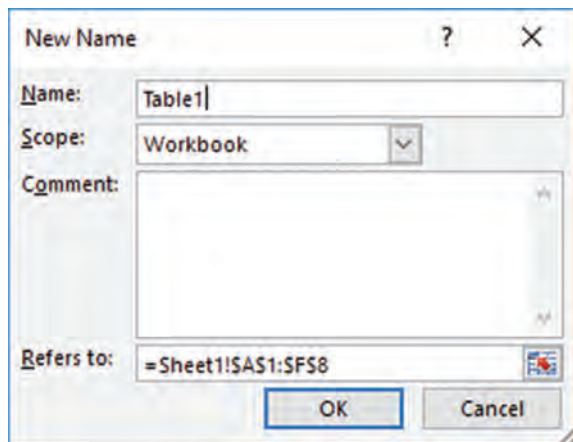 New Name ?
Name: Table1
Scope: Workbook
Comment:
Refers to: =Sheet1!$A$1:$F$8
OK Cancel